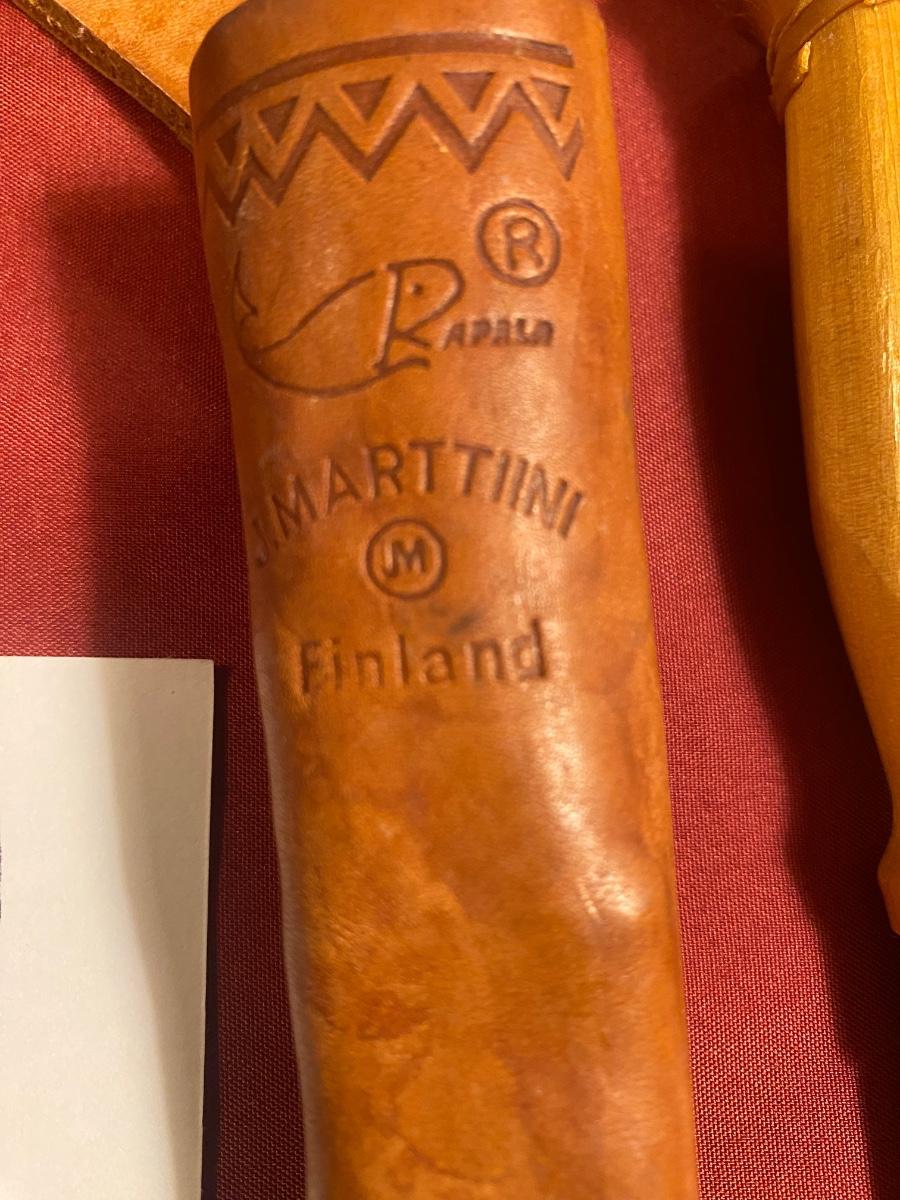 ®
RAPALA
J. MARTTIINI
JM
Finland